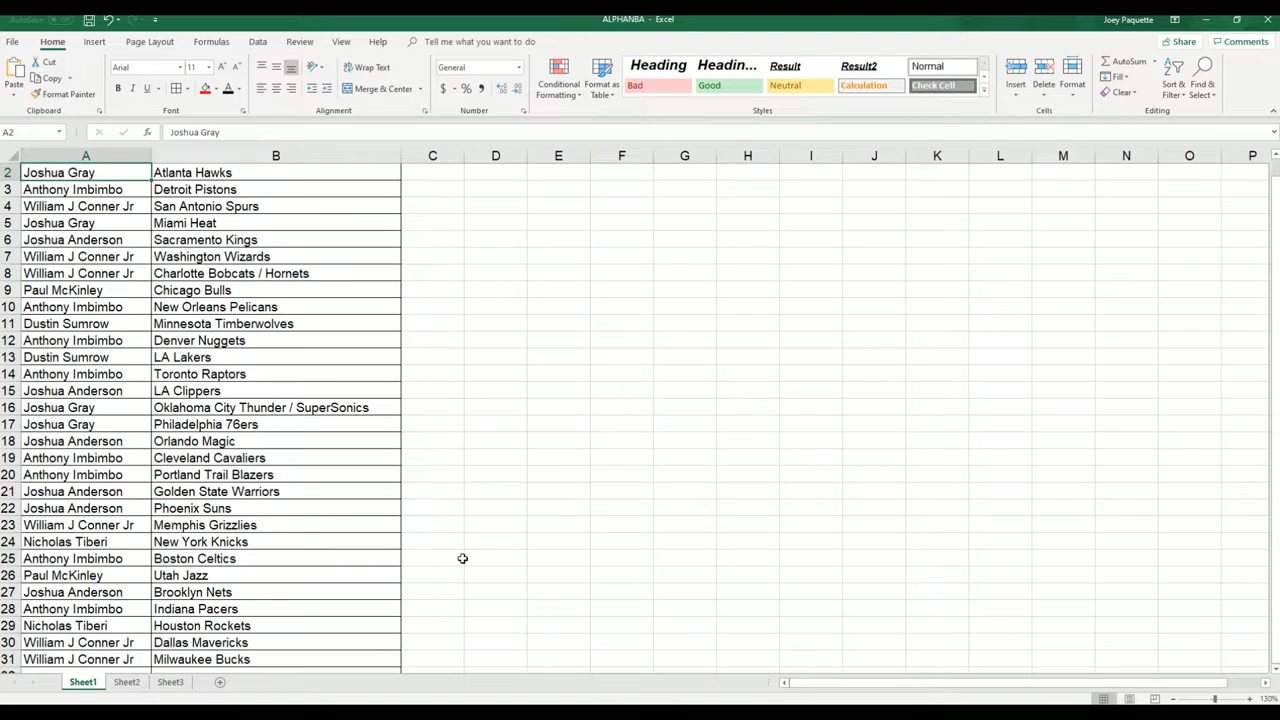 AutoSave Off ALPHANBA - Excel Joey Paquette
File Home Insert Page Layout Formulas Data Review View Help Tell me what you want to do Share Comments
Paste Cut Copy Format Painter Clipboard
Arial 11 B I U A A A Font
Wrap Text Merge & Center Alignment
General $ % , Number
Conditional Formatting Format as Table
Heading Headin... Result Result2 Normal
Bad Good Neutral Calculation Check Cell
Styles
Insert Delete Format Cells
AutoSum Fill Clear Sort & Filter Find & Select Editing
A2 fx Joshua Gray
A B C D E F G H I J K L M N O P
2 Joshua Gray Atlanta Hawks
3 Anthony Imbimbo Detroit Pistons
4 William J Conner Jr San Antonio Spurs
5 Joshua Gray Miami Heat
6 Joshua Anderson Sacramento Kings
7 William J Conner Jr Washington Wizards
8 William J Conner Jr Charlotte Bobcats / Hornets
9 Paul McKinley Chicago Bulls
10 Anthony Imbimbo New Orleans Pelicans
11 Dustin Sumrow Minnesota Timberwolves
12 Anthony Imbimbo Denver Nuggets
13 Dustin Sumrow LA Lakers
14 Anthony Imbimbo Toronto Raptors
15 Joshua Anderson LA Clippers
16 Joshua Gray Oklahoma City Thunder / SuperSonics
17 Joshua Gray Philadelphia 76ers
18 Joshua Anderson Orlando Magic
19 Anthony Imbimbo Cleveland Cavaliers
20 Anthony Imbimbo Portland Trail Blazers
21 Joshua Anderson Golden State Warriors
22 Joshua Anderson Phoenix Suns
23 William J Conner Jr Memphis Grizzlies
24 Nicholas Tiberi New York Knicks
25 Anthony Imbimbo Boston Celtics
26 Paul McKinley Utah Jazz
27 Joshua Anderson Brooklyn Nets
28 Anthony Imbimbo Indiana Pacers
29 Nicholas Tiberi Houston Rockets
30 William J Conner Jr Dallas Mavericks
31 William J Conner Jr Milwaukee Bucks
Sheet1 Sheet2 Sheet3
130%